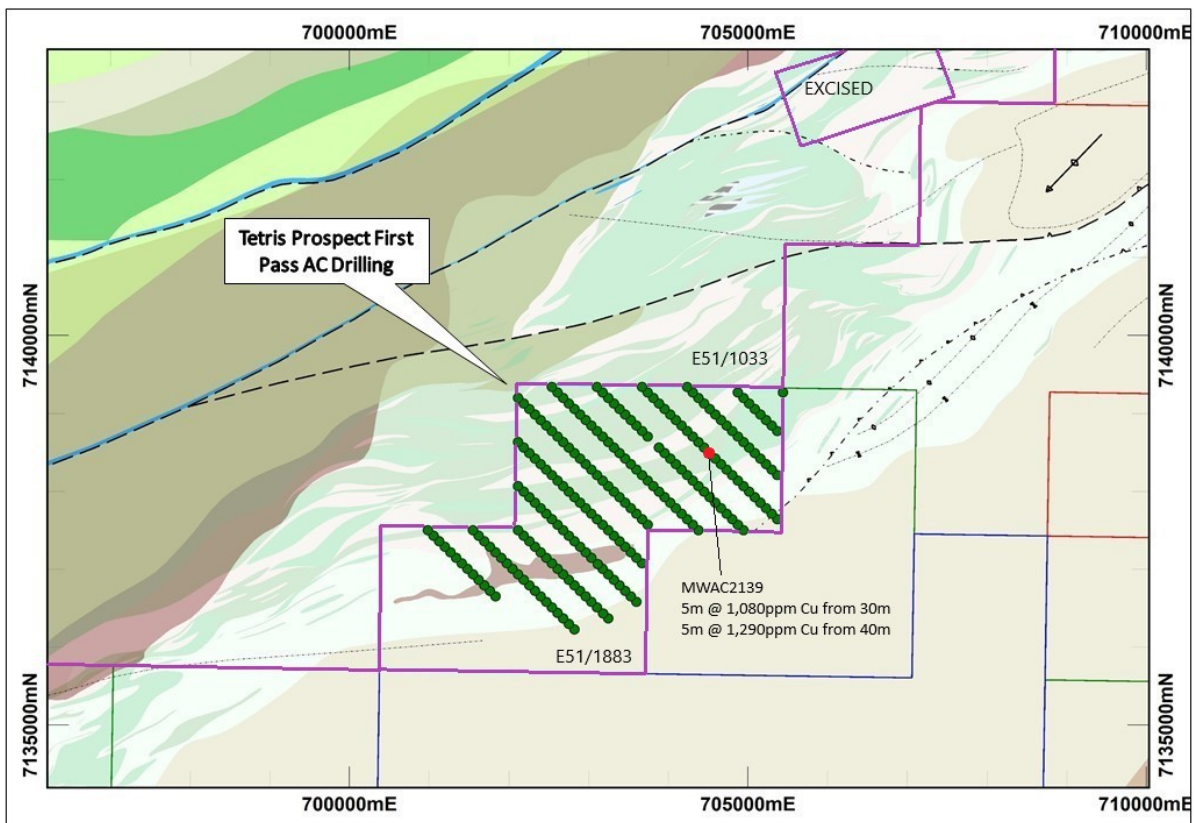 700000mE
705000mE
710000mE
EXCISED
Tetris Prospect First
Pass AC Drilling
7140000mN
7140000mN
E51/1033
MWAC2139
5m @ 1,080ppm Cu from 30m
5m @ 1,290ppm Cu from 40m
E51/1883
7135000mN
7135000mN
700000mE
705000mE
710000mE